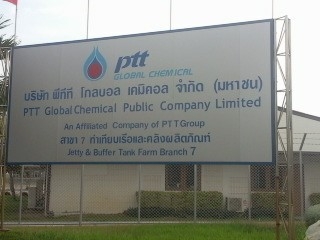 ptt
GLOBAL CHEMICAL
บริษัท พีทีที โกลบอล เคมิคอล จำกัด (มหาชน)
PTT Global Chemical Public Company Limited
An Affiliated Company of PTT Group
สาขา 7 ท่าเทียบเรือและคลังผลิตภัณฑ์
Jetty & Buffer Tank Farm Branch 7